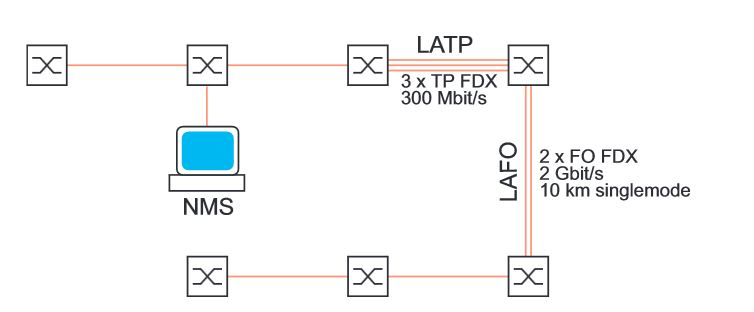 LATP
3 x TP FDX
300 Mbit/s
LAFO
2 x FO FDX
2 Gbit/s
10 km singlemode
NMS